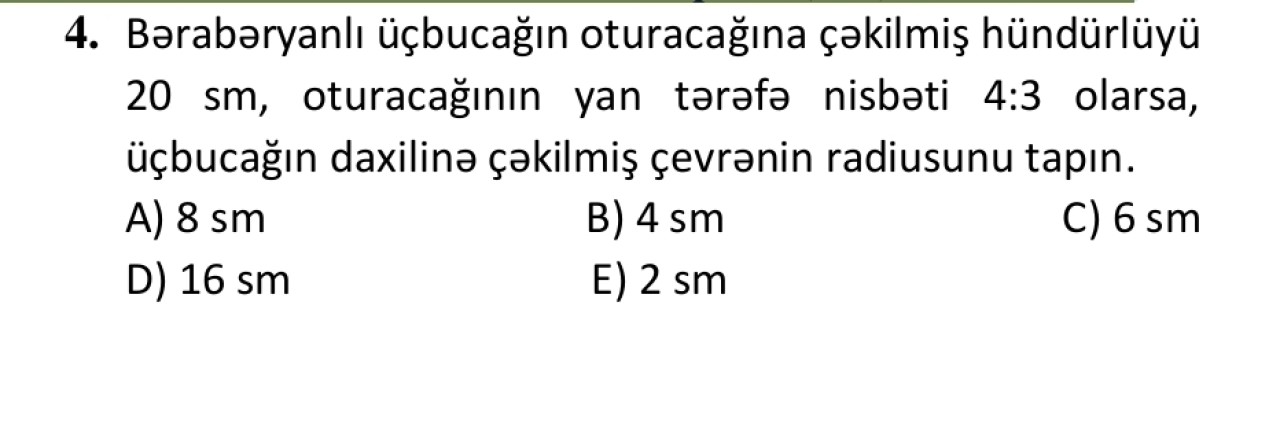 4. Bərabəryanlı üçbucağın oturacağına çəkilmiş hündürlüyü
20 sm, oturacağının yan tərəfə nisbəti 4:3 olarsa,
üçbucağın daxilinə çəkilmiş çevrənin radiusunu tapın.
A) 8 sm B) 4 sm C) 6 sm
D) 16 sm E) 2 sm